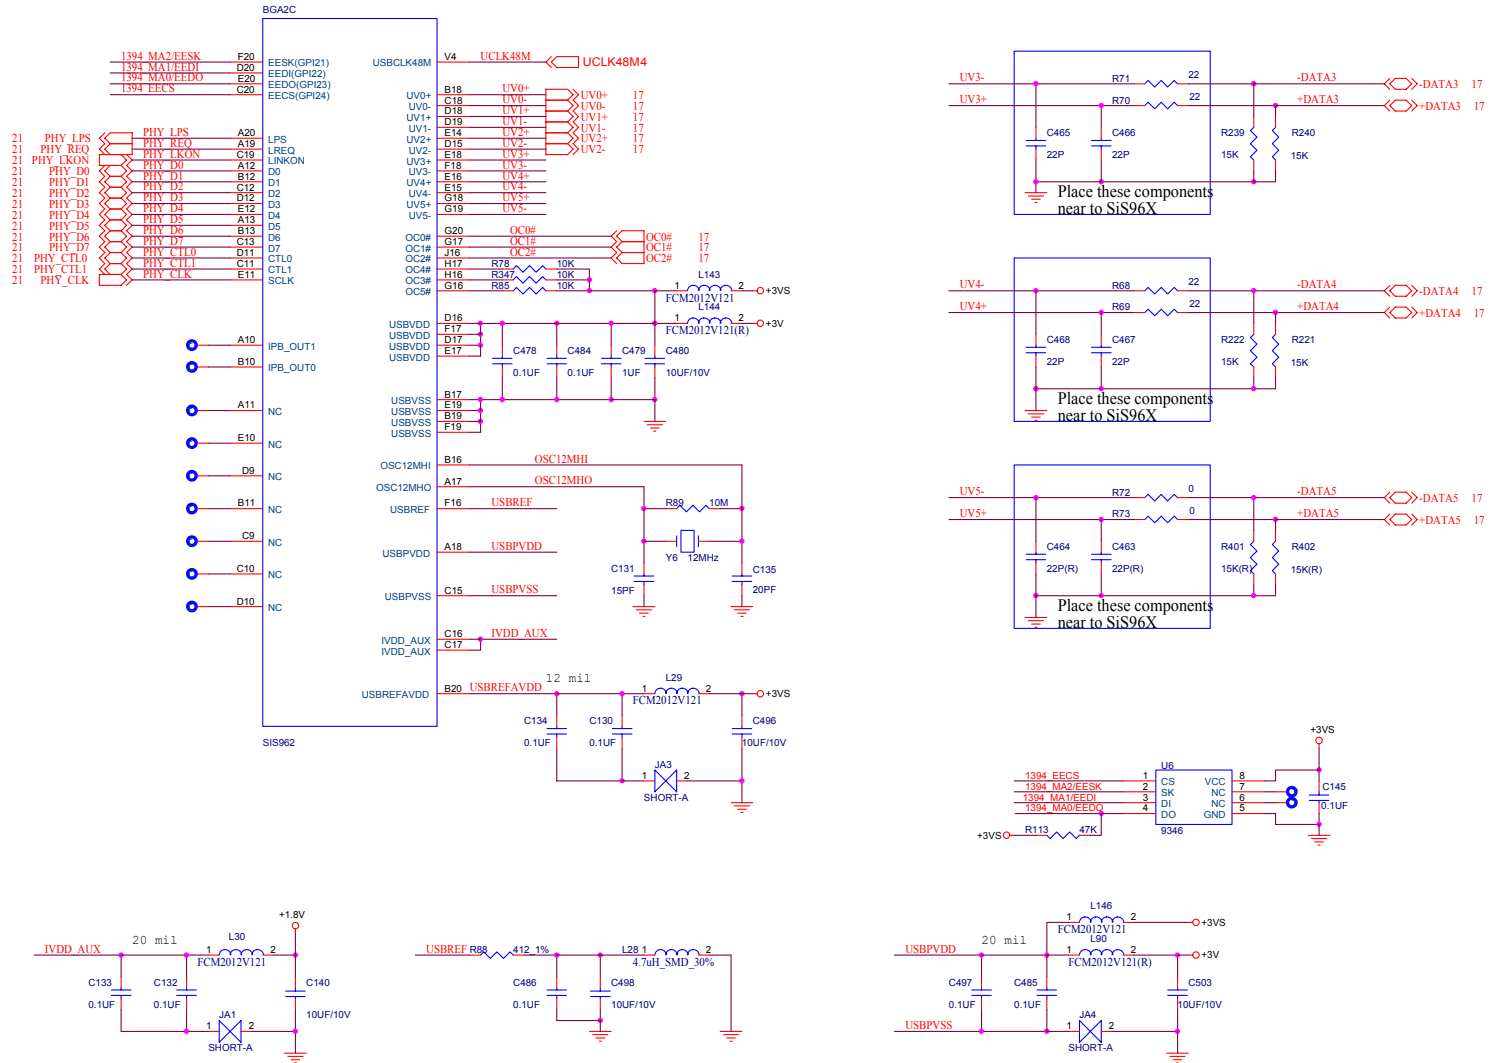 BGA2C
1394_MA2/EESK F20 EESK(GPI21)
1394_MA1/EEDI D20 EEDI(GPI22)
1394_MA0/EEDO E20 EEDO(GPI23)
1394_EECS C20 EECS(GPI24)
21 PHY_LPS PHY_LPS A20 LPS
21 PHY_REQ PHY_REQ A19 LREQ
21 PHY_LKON PHY_LKON C19 LINKON
21 PHY_D0 PHY_D0 A12 D0
21 PHY_D1 PHY_D1 B12 D1
21 PHY_D2 PHY_D2 C12 D2
21 PHY_D3 PHY_D3 D12 D3
21 PHY_D4 PHY_D4 E12 D4
21 PHY_D5 PHY_D5 A13 D5
21 PHY_D6 PHY_D6 B13 D6
21 PHY_D7 PHY_D7 C13 D7
21 PHY_CTL0 PHY_CTL0 D11 CTL0
21 PHY_CTL1 PHY_CTL1 C11 CTL1
21 PHY_CLK PHY_CLK E11 SCLK
A10 IPB_OUT1
B10 IPB_OUT0
A11 NC
E10 NC
D9 NC
B11 NC
C9 NC
C10 NC
D10 NC
SIS962
USBCLK48M V4 UCLK48M UCLK48M4
UV0+ B18 UV0+ UV0+ 17
UV0- C18 UV0- UV0- 17
UV1+ D18 UV1+ UV1+ 17
UV1- D19 UV1- UV1- 17
UV2+ E14 UV2+ UV2+ 17
UV2- D15 UV2- UV2- 17
UV3+ E18 UV3+
UV3- F18 UV3-
UV4+ E16 UV4+
UV4- E15 UV4-
UV5+ G18 UV5+
UV5- G19 UV5-
OC0# G20 OC0# OC0# 17
OC1# G17 OC1# OC1# 17
OC2# J16 OC2# OC2# 17
OC4# H17 R78 10K
OC3# H16 R347 10K
OC5# G16 R85 10K
L143
1 2 +3VS
FCM2012V121
L144
1 2 +3V
FCM2012V121(R)
USBVDD D16
USBVDD F17
USBVDD D17
USBVDD E17
C478 C484 C479 C480
0.1UF 0.1UF 1UF 10UF/10V
USBVSS B17
USBVSS E19
USBVSS B19
USBVSS F19
OSC12MHI B16 OSC12MHI
OSC12MHO A17 OSC12MHO
USBREF F16 USBREF
R89 10M
Y6 12MHz
C131 15PF
C135 20PF
USBPVDD A18 USBPVDD
USBPVSS C15 USBPVSS
IVDD_AUX C16 IVDD_AUX
IVDD_AUX C17
USBREFAVDD B20 USBREFAVDD 12 mil
L29
1 2 +3VS
FCM2012V121
C134 C130 C496
0.1UF 0.1UF 10UF/10V
JA3
1 2
SHORT-A
UV3- R71 22 -DATA3 -DATA3 17
UV3+ R70 22 +DATA3 +DATA3 17
C465 C466 R239 R240
22P 22P 15K 15K
Place these components
near to SiS96X
UV4- R68 22 -DATA4 -DATA4 17
UV4+ R69 22 +DATA4 +DATA4 17
C468 C467 R222 R221
22P 22P 15K 15K
Place these components
near to SiS96X
UV5- R72 0 -DATA5 -DATA5 17
UV5+ R73 0 +DATA5 +DATA5 17
C464 C463 R401 R402
22P(R) 22P(R) 15K(R) 15K(R)
Place these components
near to SiS96X
+3VS
U6
1394_EECS 1 CS VCC 8
1394_MA2/EESK 2 SK NC 7
1394_MA1/EEDI 3 DI NC 6
1394_MA0/EEDO 4 DO GND 5
9346
C145
0.1UF
+3VS R113 47K
+1.8V
IVDD_AUX 20 mil L30
1 2
FCM2012V121
C133 C132 C140
0.1UF 0.1UF 10UF/10V
JA1
1 2
SHORT-A
USBREF R88 412_1% L28 1 2
4.7uH_SMD_30%
C486 C498
0.1UF 10UF/10V
L146
1 2 +3VS
FCM2012V121
USBPVDD 20 mil L90
1 2 +3V
FCM2012V121(R)
C497 C485 C503
0.1UF 0.1UF 10UF/10V
USBPVSS
JA4
1 2
SHORT-A